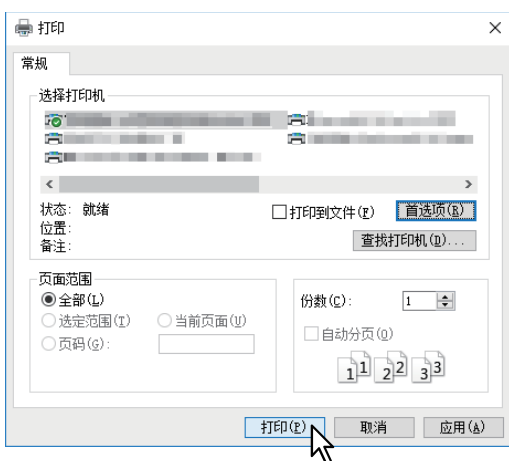 打印
常规
选择打印机
状态: 就绪
打印到文件(F)
首选项(R)
位置:
备注:
查找打印机(D)...
页面范围
全部(L)
选定范围(T)
当前页面(U)
页码(G):
份数(C):
1
自动分页(O)
1 1 2 2 3 3
打印(P)
取消
应用(A)